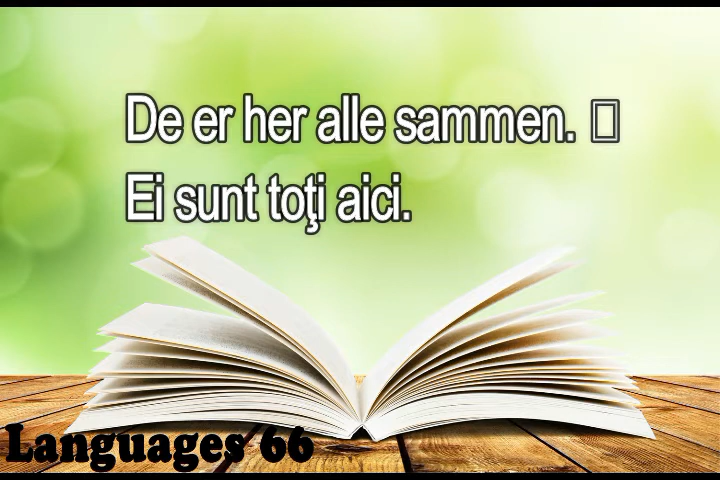 De er her alle sammen. 
Ei sunt toţi aici.
Languages 66